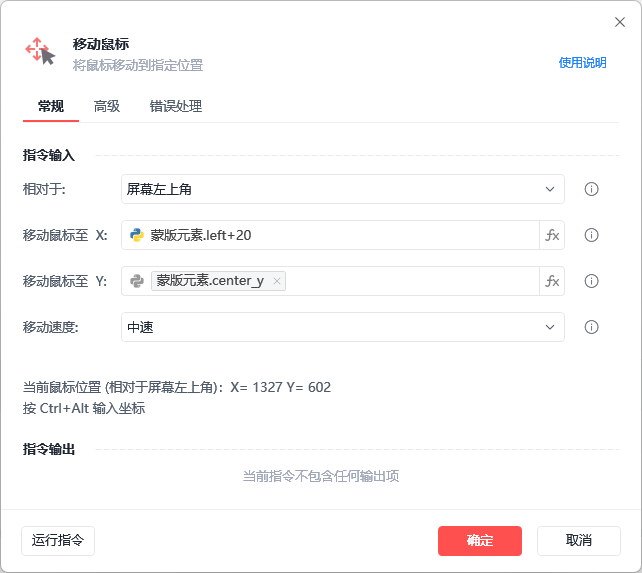 移动鼠标
将鼠标移动到指定位置
使用说明
常规 高级 错误处理
指令输入
相对于: 屏幕左上角
移动鼠标至 X: 蒙版元素.left+20 fx
移动鼠标至 Y: 蒙版元素.center_y × fx
移动速度: 中速
当前鼠标位置 (相对于屏幕左上角)：X= 1327 Y= 602
按 Ctrl+Alt 输入坐标
指令输出
当前指令不包含任何输出项
运行指令 确定 取消